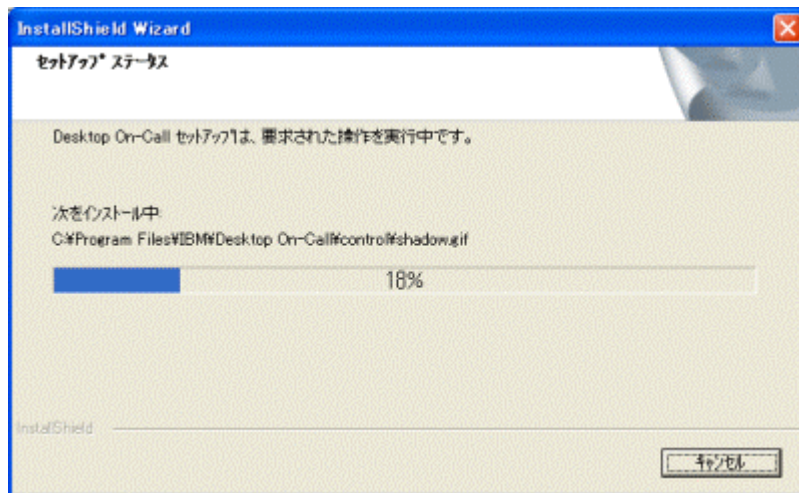 InstallShield Wizard
セットアップ ステータス
Desktop On-Call セットアップは、要求された操作を実行中です。
次をインストール中:
C:¥Program Files¥IBM¥Desktop On-Call¥control¥shadow.gif
18%
InstallShield
キャンセル